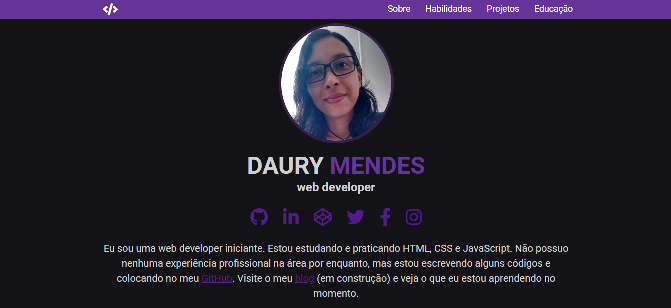 Sobre Habilidades Projetos Educação
DAURY MENDES
web developer
Eu sou uma web developer iniciante. Estou estudando e praticando HTML, CSS e JavaScript. Não possuo
nenhuma experiência profissional na área por enquanto, mas estou escrevendo alguns códigos e
colocando no meu GitHub. Visite o meu blog (em construção) e veja o que eu estou aprendendo no
momento.